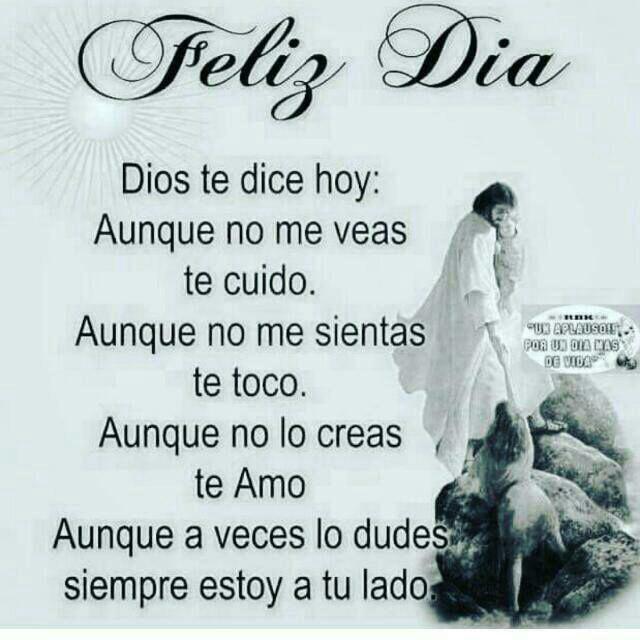 Feliz Dia
Dios te dice hoy:
Aunque no me veas
te cuido.
Aunque no me sientas
te toco.
Aunque no lo creas
te Amo
Aunque a veces lo dudes
siempre estoy a tu lado.
"UN APLAUSO!!!
POR UN DIA MAS
DE VIDA"